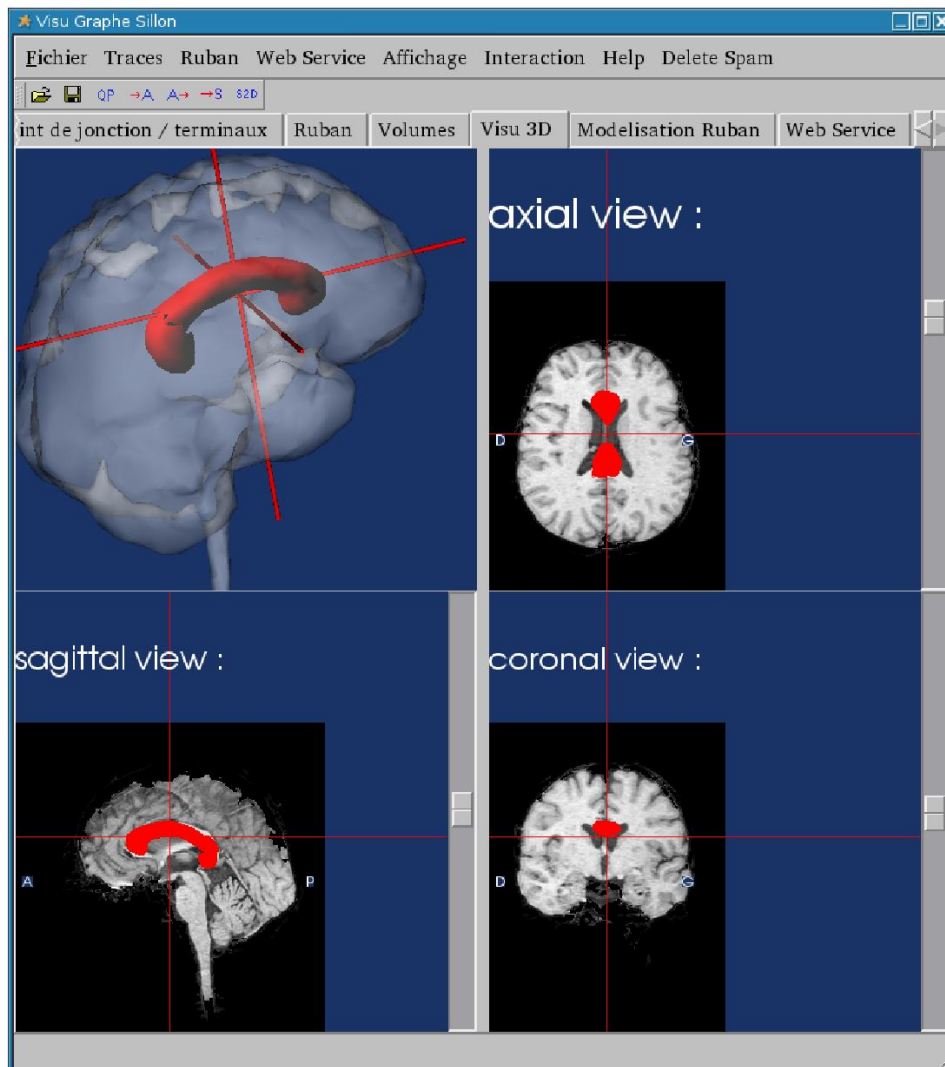 Visu Graphe Sillon
Fichier Traces Ruban Web Service Affichage Interaction Help Delete Spam
QP →A A→ →S S2D
int de jonction / terminaux Ruban Volumes Visu 3D Modelisation Ruban Web Service
axial view :
D G
sagittal view :
A P
coronal view :
D G